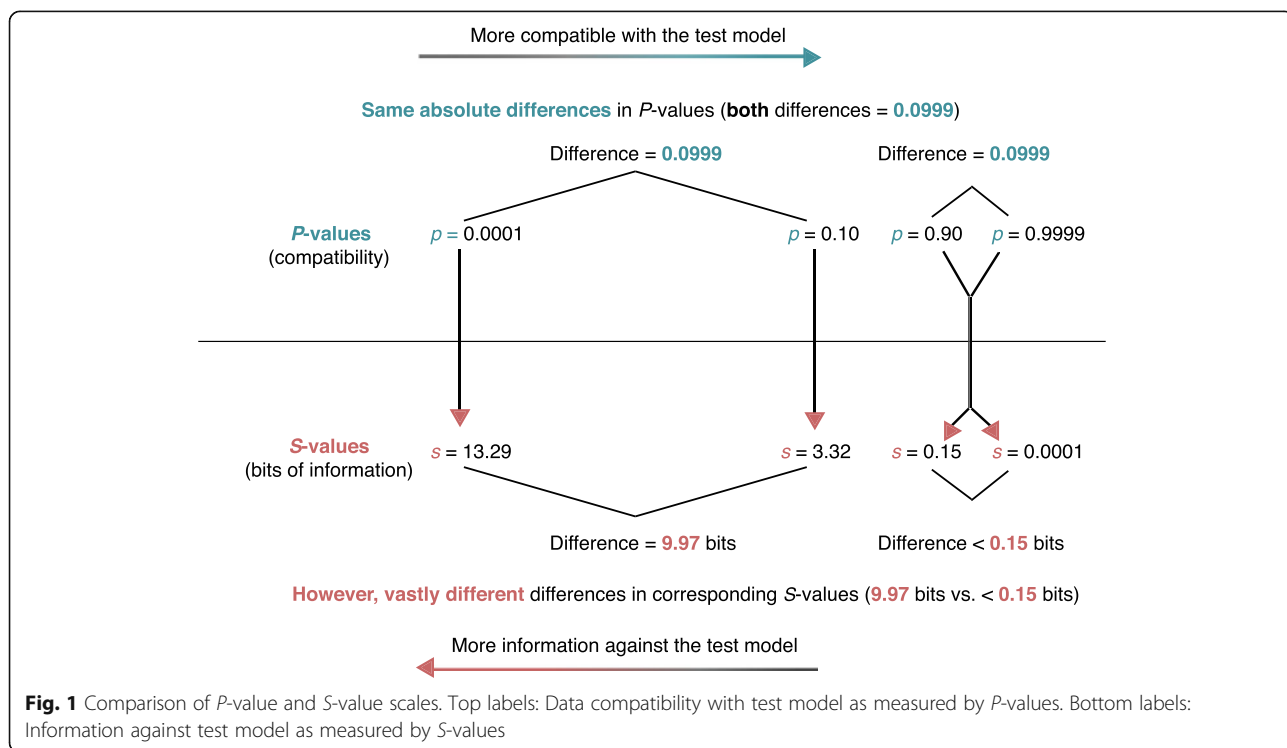 More compatible with the test model
Same absolute differences in P-values (both differences = 0.0999)
Difference = 0.0999 Difference = 0.0999
P-values p = 0.0001 p = 0.10 p = 0.90 p = 0.9999
(compatibility)
S-values s = 13.29 s = 3.32 s = 0.15 s = 0.0001
(bits of information)
Difference = 9.97 bits Difference < 0.15 bits
However, vastly different differences in corresponding S-values (9.97 bits vs. < 0.15 bits)
More information against the test model
Fig. 1 Comparison of P-value and S-value scales. Top labels: Data compatibility with test model as measured by P-values. Bottom labels:
Information against test model as measured by S-values